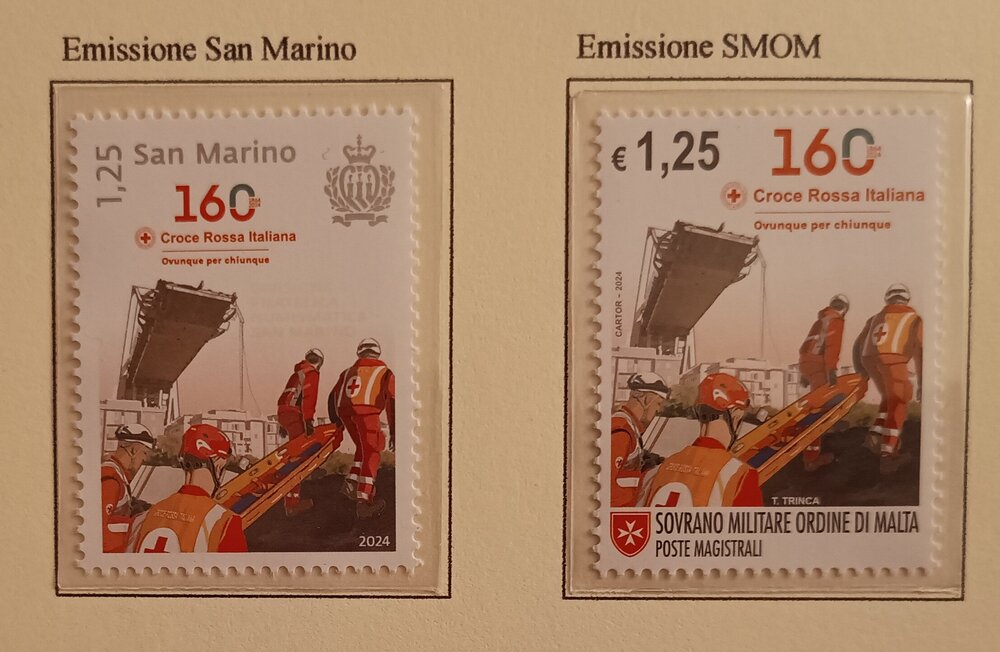 Emissione San Marino
1,25
San Marino
160
Croce Rossa Italiana
Ovunque per chiunque
2024
Emissione SMOM
€ 1,25
160
Croce Rossa Italiana
Ovunque per chiunque
CARTOR - 2024
T. TRINCA
SOVRANO MILITARE ORDINE DI MALTA
POSTE MAGISTRALI